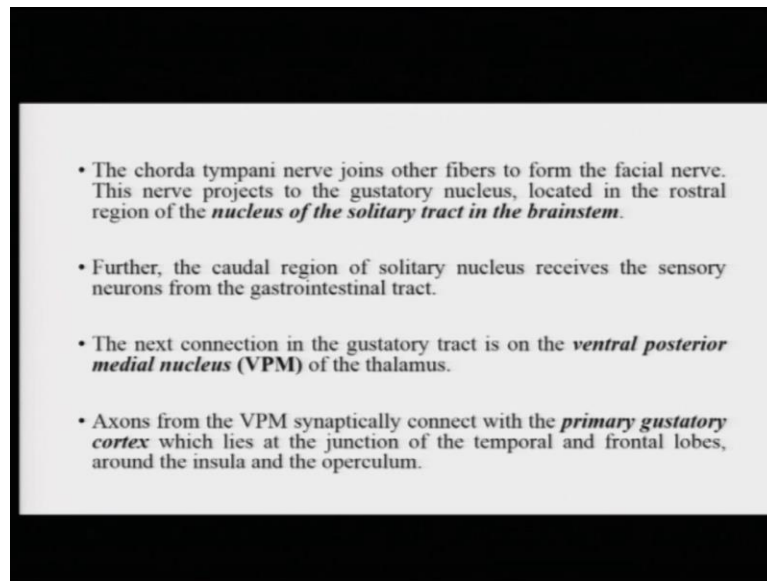 • The chorda tympani nerve joins other fibers to form the facial nerve.
This nerve projects to the gustatory nucleus, located in the rostral
region of the nucleus of the solitary tract in the brainstem.
• Further, the caudal region of solitary nucleus receives the sensory
neurons from the gastrointestinal tract.
• The next connection in the gustatory tract is on the ventral posterior
medial nucleus (VPM) of the thalamus.
• Axons from the VPM synaptically connect with the primary gustatory
cortex which lies at the junction of the temporal and frontal lobes,
around the insula and the operculum.